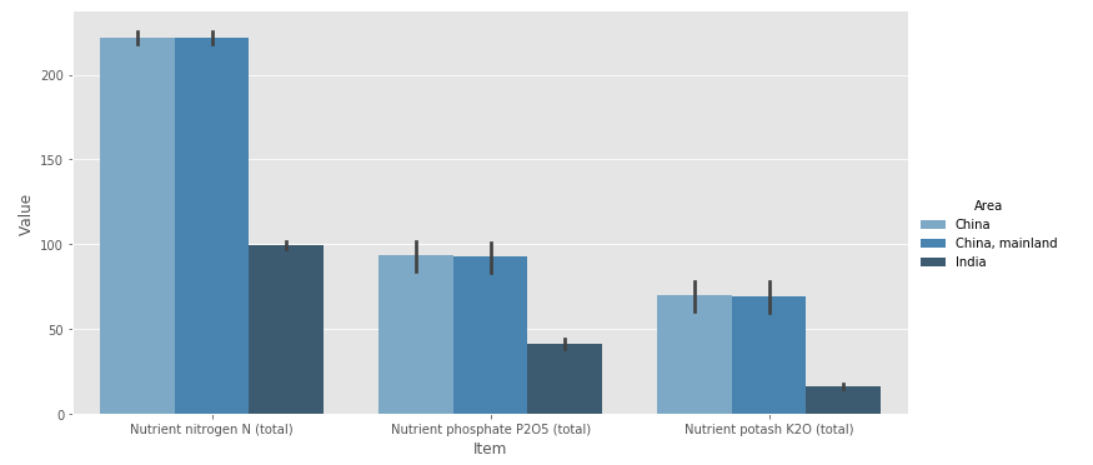 200
150
100
50
0
Value
Nutrient nitrogen N (total)
Nutrient phosphate P2O5 (total)
Nutrient potash K2O (total)
Item
Area
China
China, mainland
India